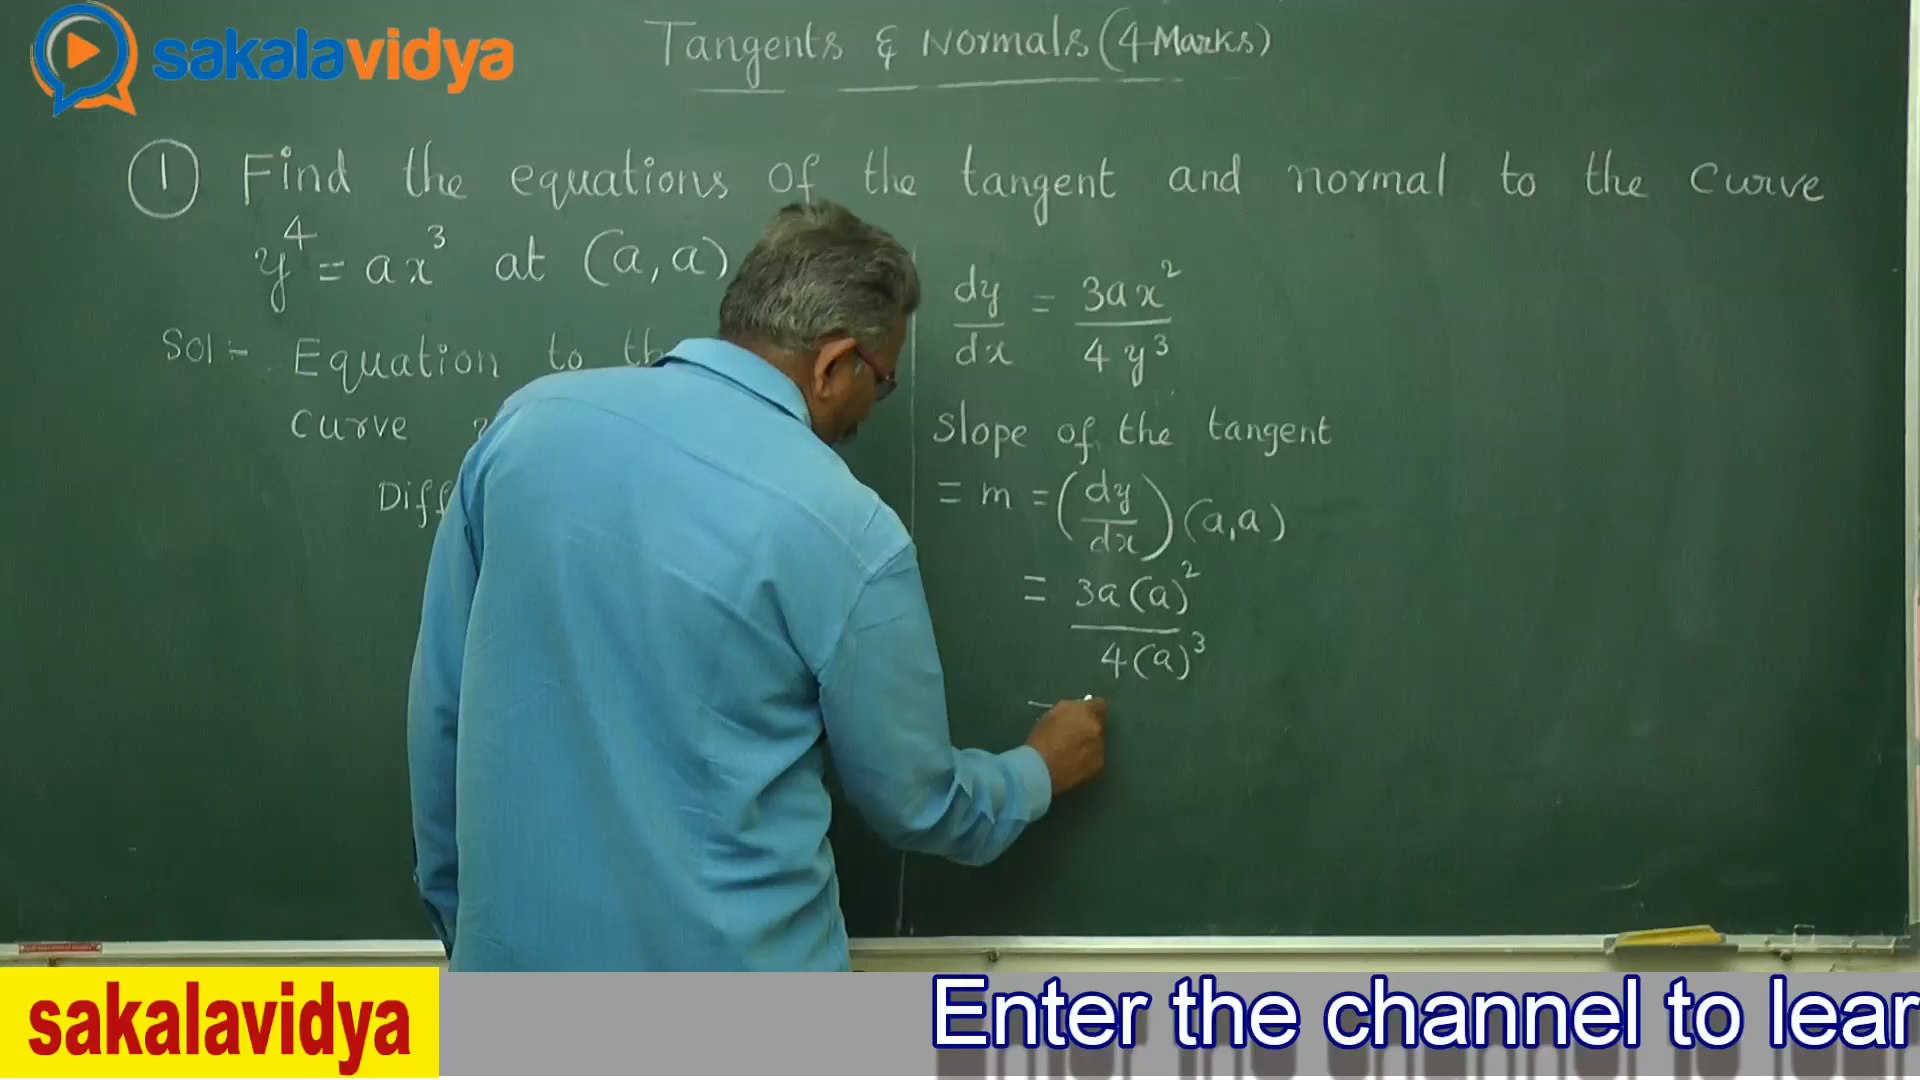 sakalavidya
Tangents & Normals (4 Marks)
① Find the equations of the tangent and normal to the curve
y⁴ = ax³ at (a, a)
Sol :- Equation to
curve
dy/dx = 3ax²/4y³
slope of the tangent
= m = (dy/dx) (a, a)
= 3a(a)²/4(a)³
=
sakalavidya
Enter the channel to lear